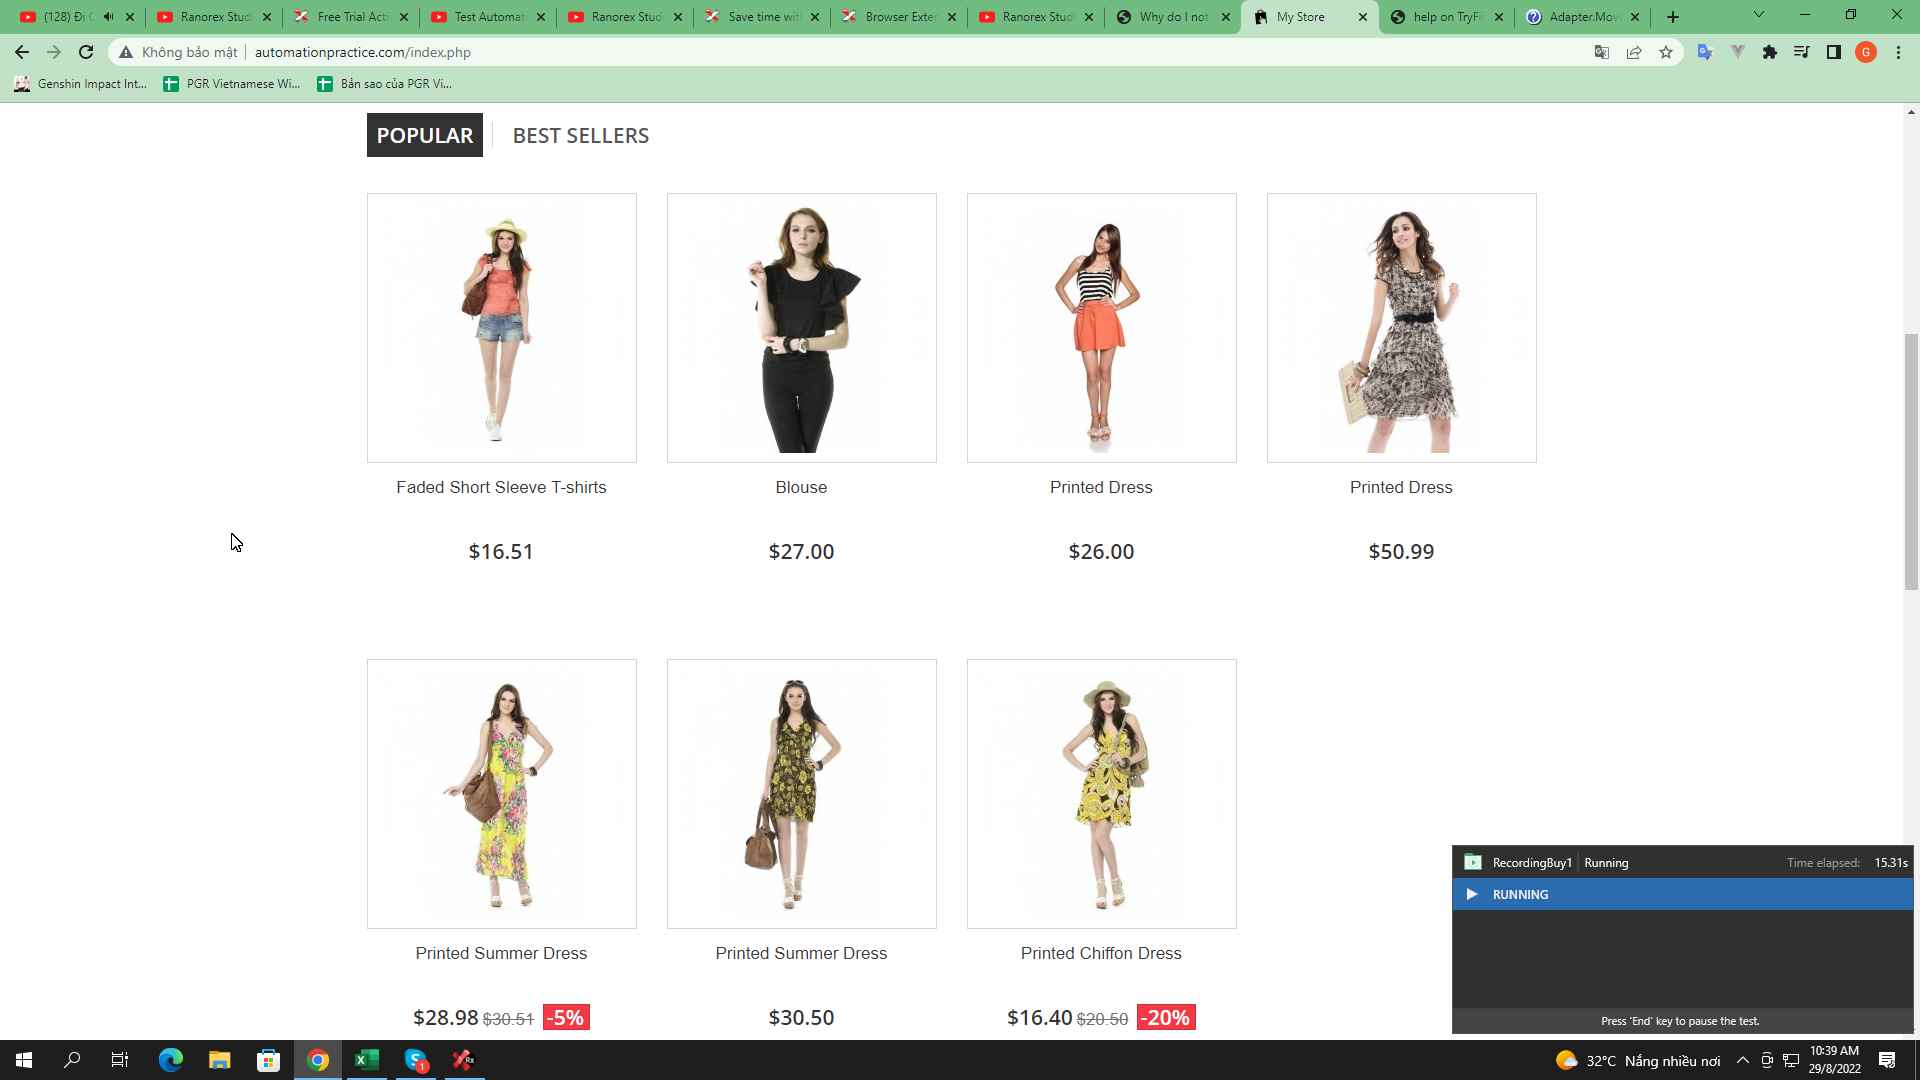 (128) Đi C
Ranorex Stud
Free Trial Acti
Test Automat
Ranorex Stud
Save time wit
Browser Exter
Ranorex Stud
Why do I not
My Store
help on TryFi
Adapter.Mov
Không bảo mật
automationpractice.com/index.php
G
Genshin Impact Int...
PGR Vietnamese Wi...
Bản sao của PGR Vi...
POPULAR
BEST SELLERS
Faded Short Sleeve T-shirts
Blouse
Printed Dress
Printed Dress
$16.51
$27.00
$26.00
$50.99
Printed Summer Dress
Printed Summer Dress
Printed Chiffon Dress
$28.98 $30.51 -5%
$30.50
$16.40 $20.50 -20%
RecordingBuy1 Running Time elapsed: 15.31s
RUNNING
Press 'End' key to pause the test.
32°C Nắng nhiều nơi
10:39 AM
29/8/2022